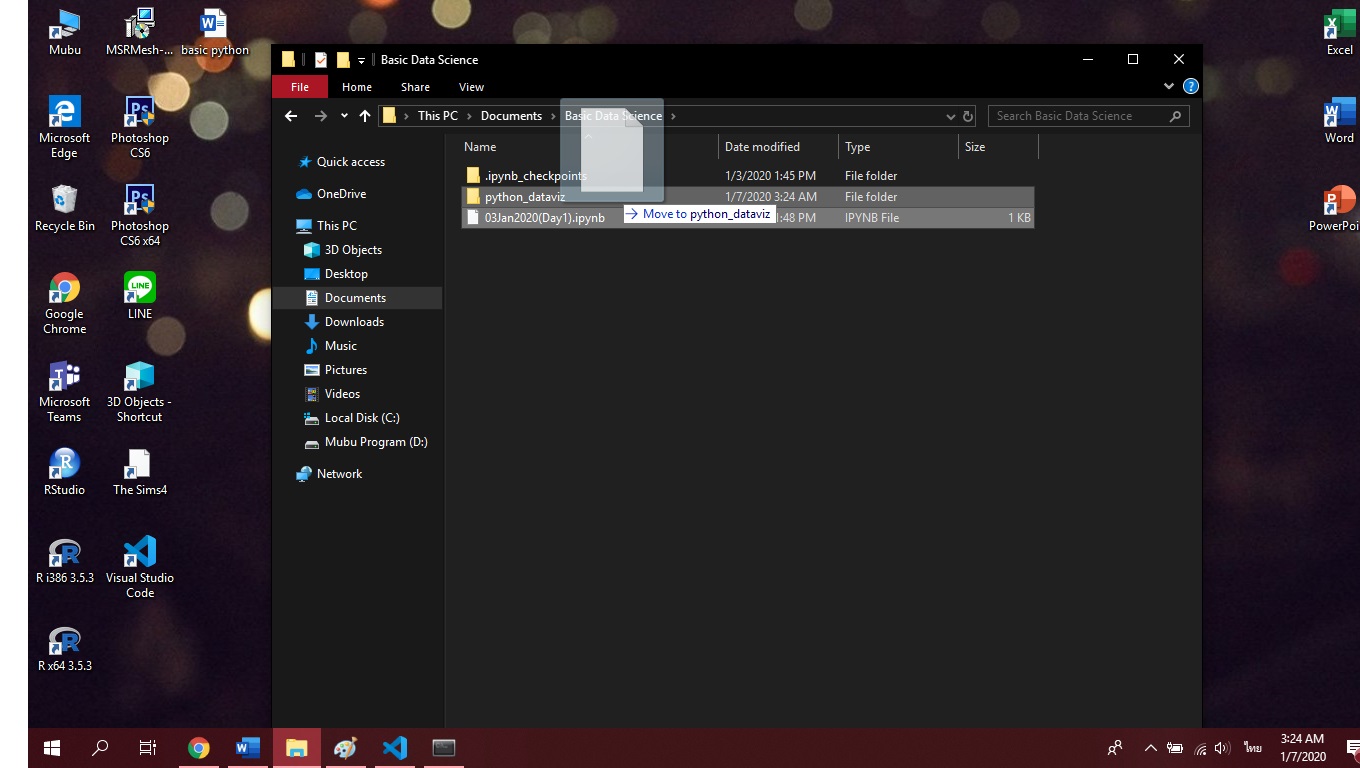 Mubu
MSRMesh-...
basic python
Excel
Microsoft
Edge
Photoshop
CS6
Word
Recycle Bin
Photoshop
CS6 x64
Google
Chrome
LINE
LINE
Microsoft
Teams
3D Objects -
Shortcut
RStudio
The Sims4
R i386 3.5.3
Visual Studio
Code
R x64 3.5.3
Basic Data Science
File Home Share View
This PC Documents Basic Data Science
Search Basic Data Science
Quick access
OneDrive
This PC
3D Objects
Desktop
Documents
Downloads
Music
Pictures
Videos
Local Disk (C:)
Mubu Program (D:)
Network
Name Date modified Type Size
.ipynb_checkpoints 1/3/2020 1:45 PM File folder
python_dataviz 1/7/2020 3:24 AM File folder
03Jan2020(Day1).ipynb 1:48 PM IPYNB File 1 KB
Move to python_dataviz
PowerPoi
ไทย
3:24 AM
1/7/2020